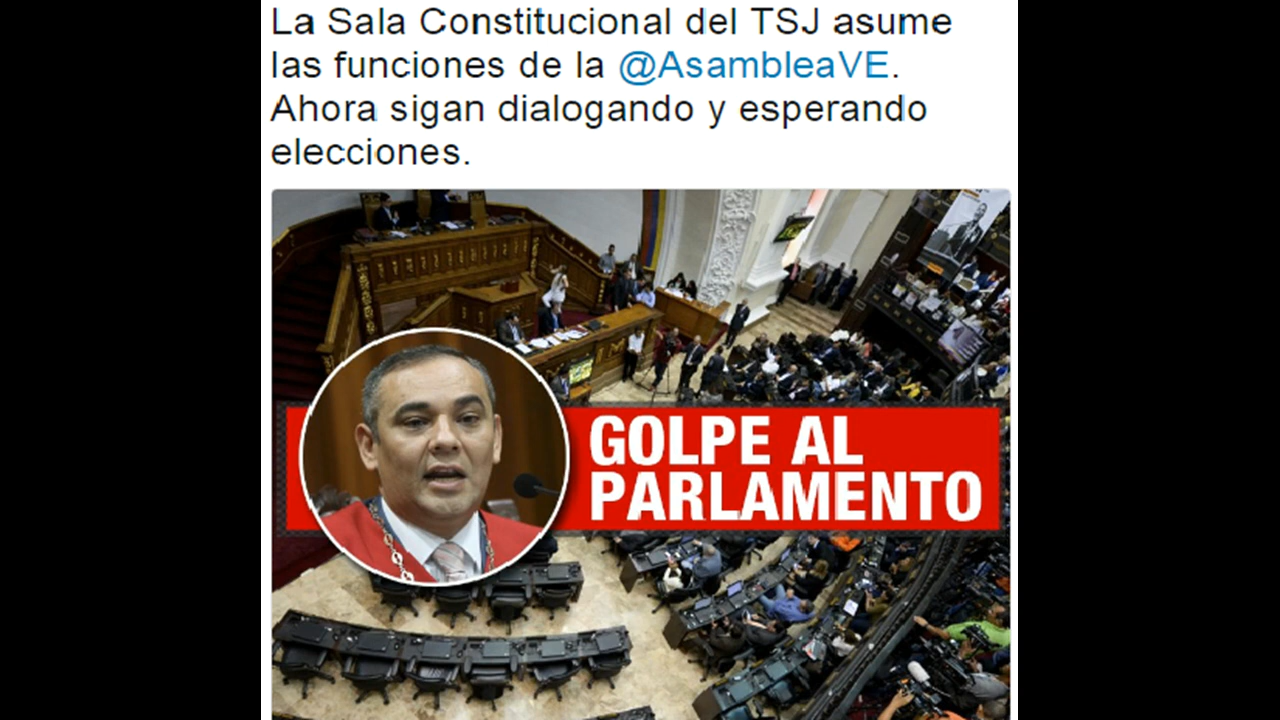 La Sala Constitucional del TSJ asume
las funciones de la @AsambleaVE.
Ahora sigan dialogando y esperando
elecciones.
GOLPE AL
PARLAMENTO